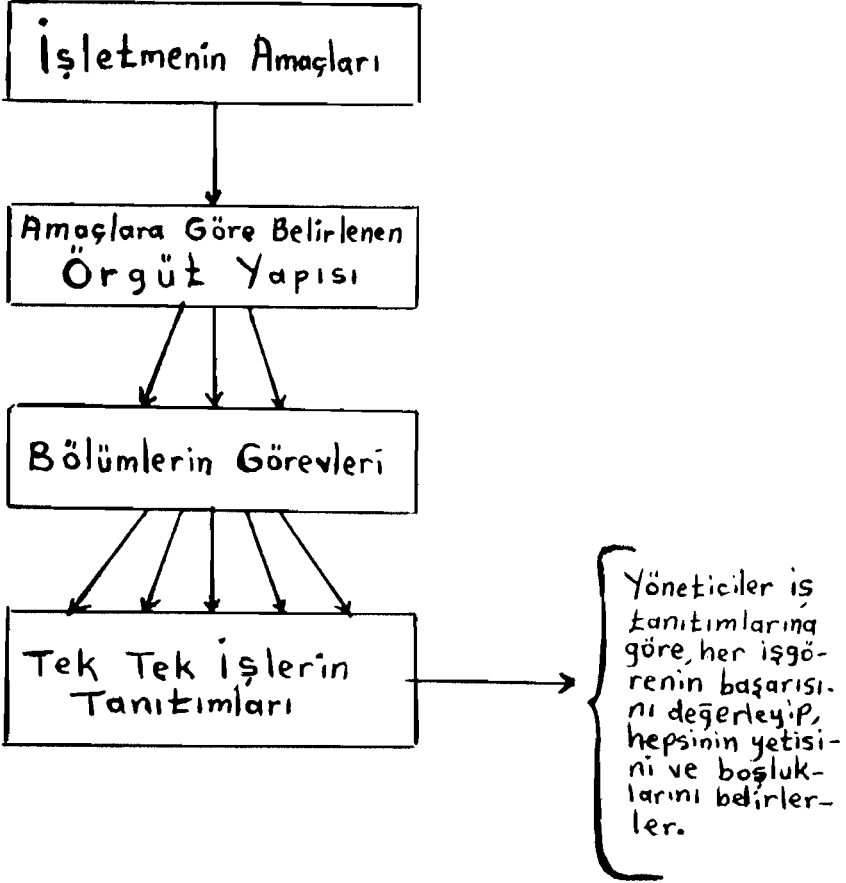 İşletmenin Amaçları
Amaçlara Göre Belirlenen
Örgüt Yapısı
Bölümlerin Görevleri
Tek Tek İşlerin
Tanıtımları
Yöneticiler iş
tanıtımlarına
göre, her işgö-
renin başarısı-
nı değerleyip,
hepsinin yetisi-
ni ve boşluk-
larını belirler-
ler.